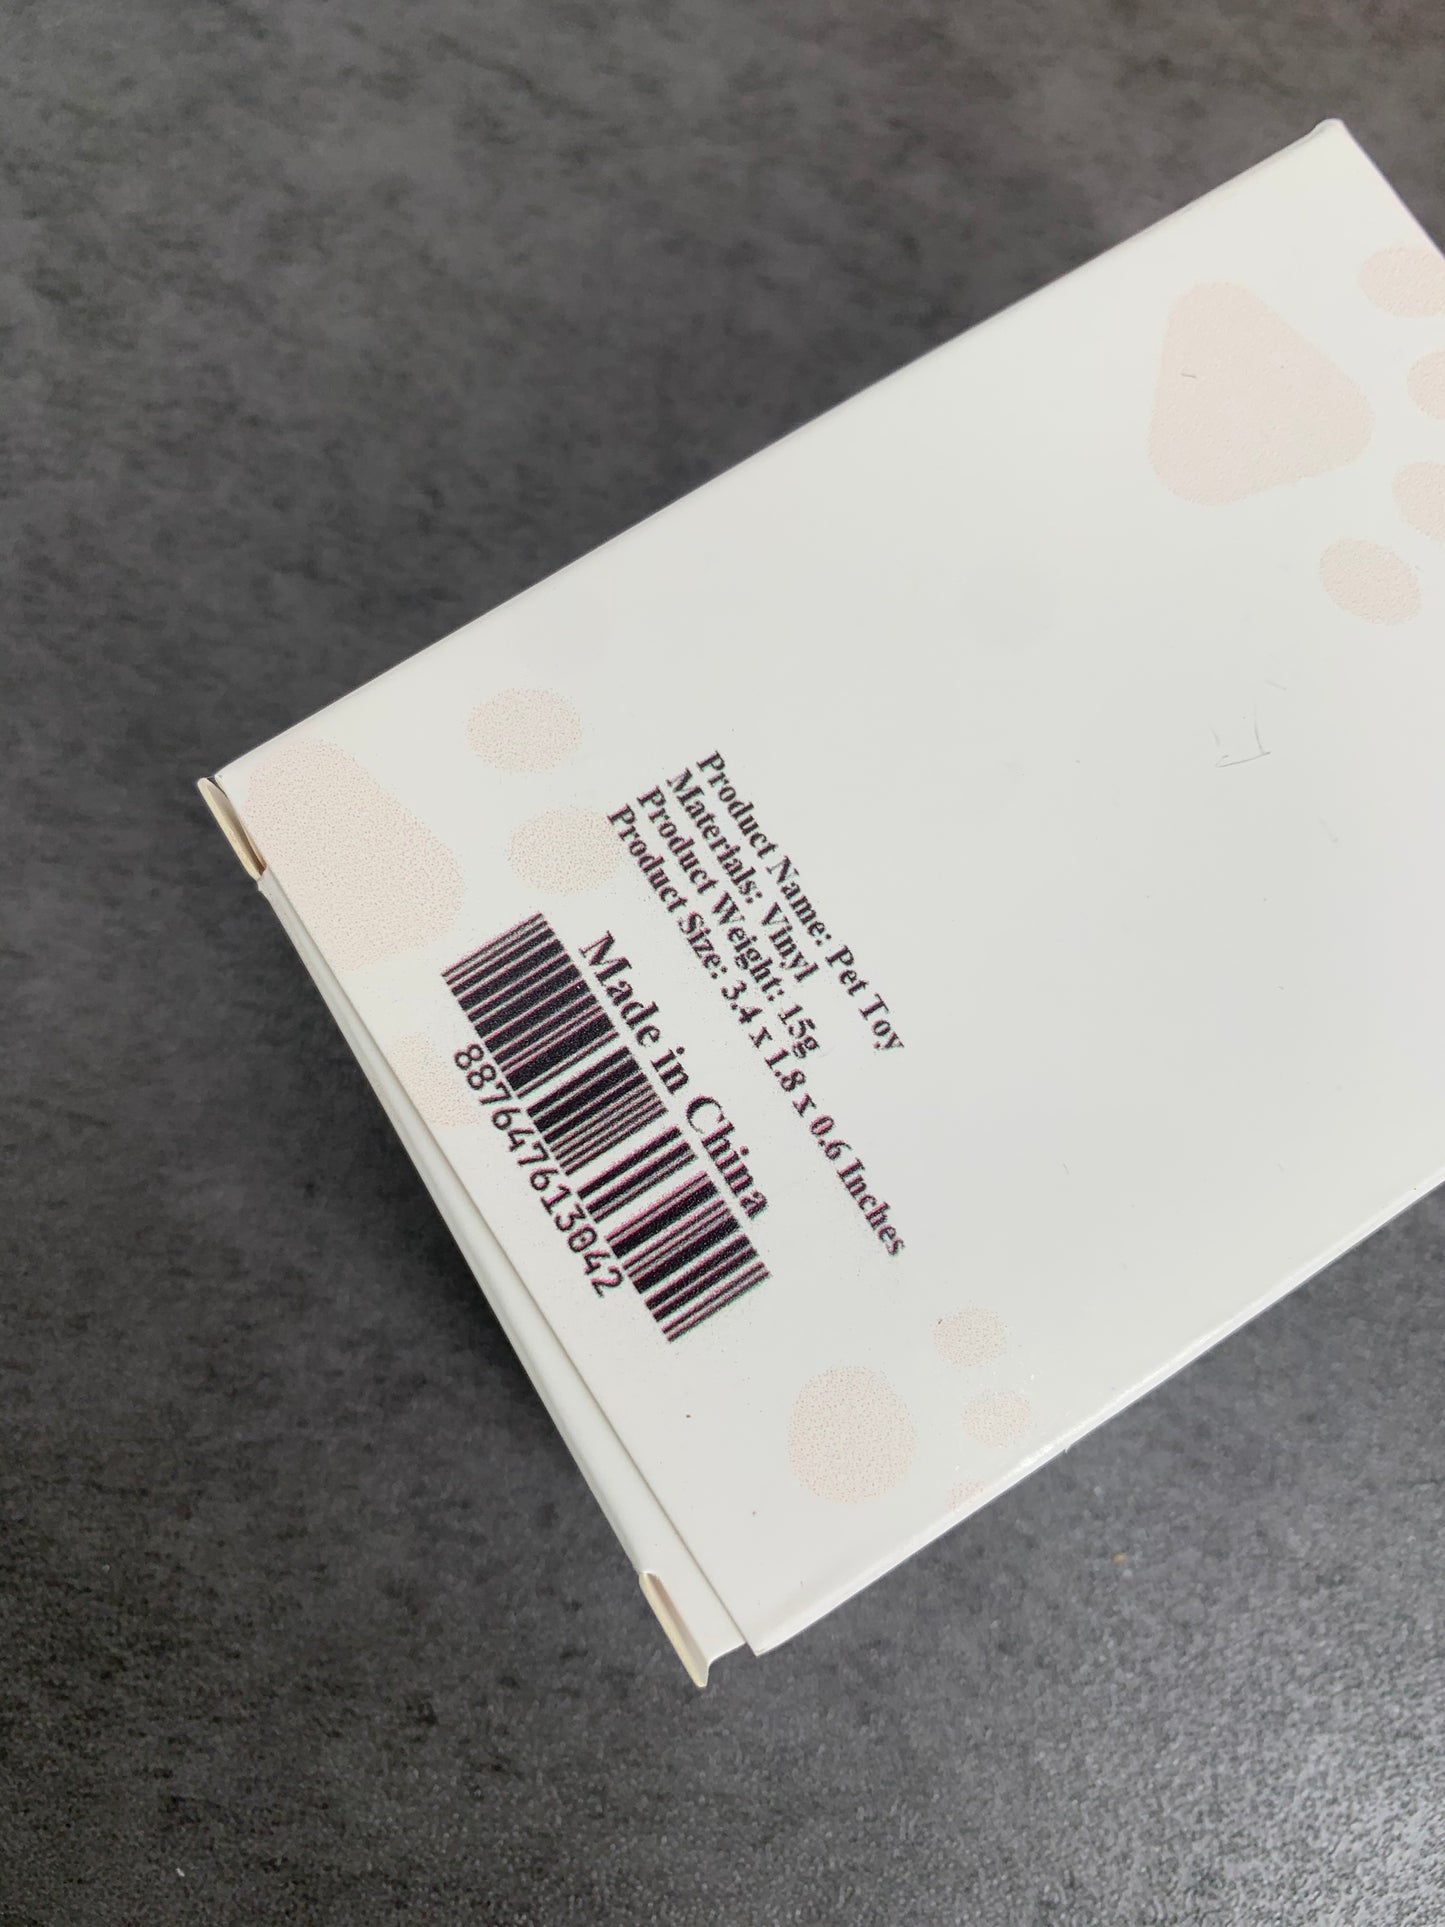 Product Name: Pet Toy
Materials: Vinyl
Product Weight: 15g
Product Size: 3.4 x 1.8 x 0.6 Inches
Made in China
887647613042